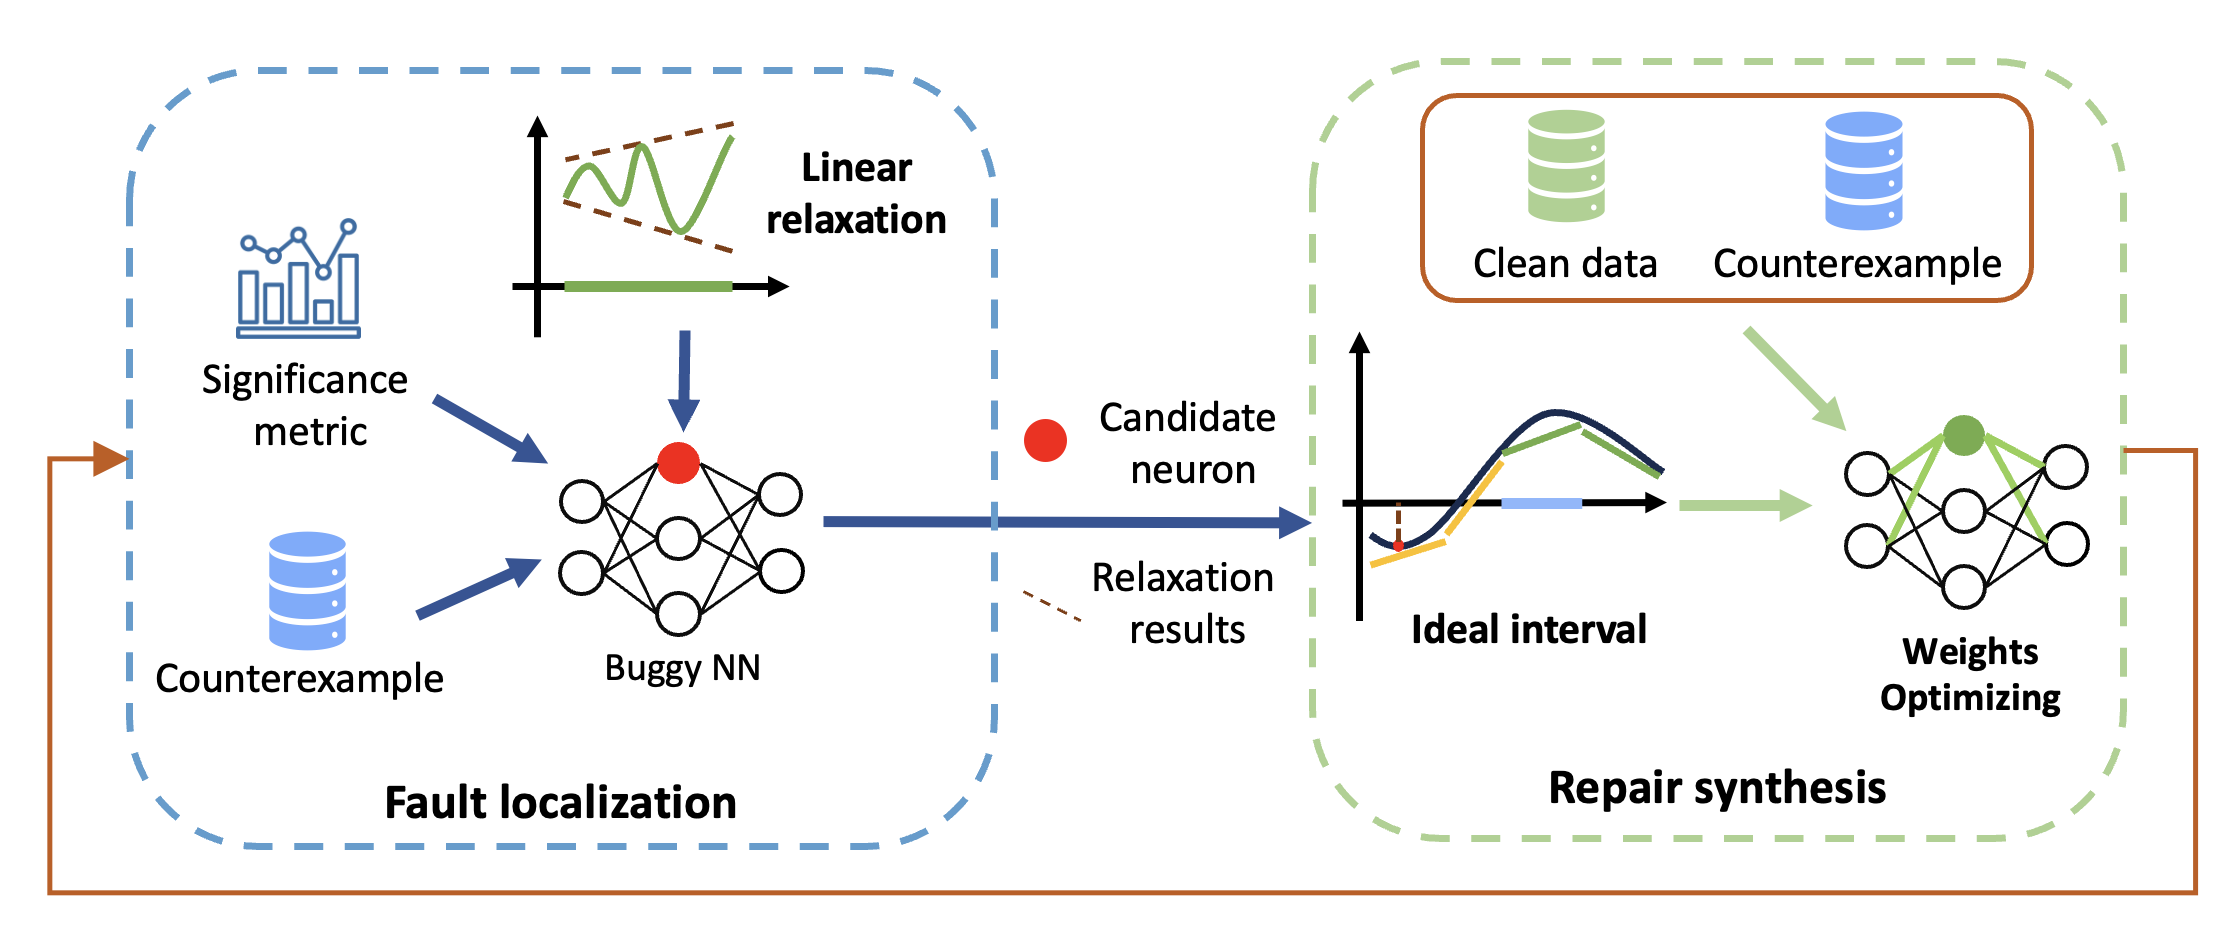 Linear
relaxation
Significance
metric
Counterexample
Buggy NN
Fault localization
Candidate
neuron
Relaxation
results
Clean data
Counterexample
Ideal interval
Weights
Optimizing
Repair synthesis